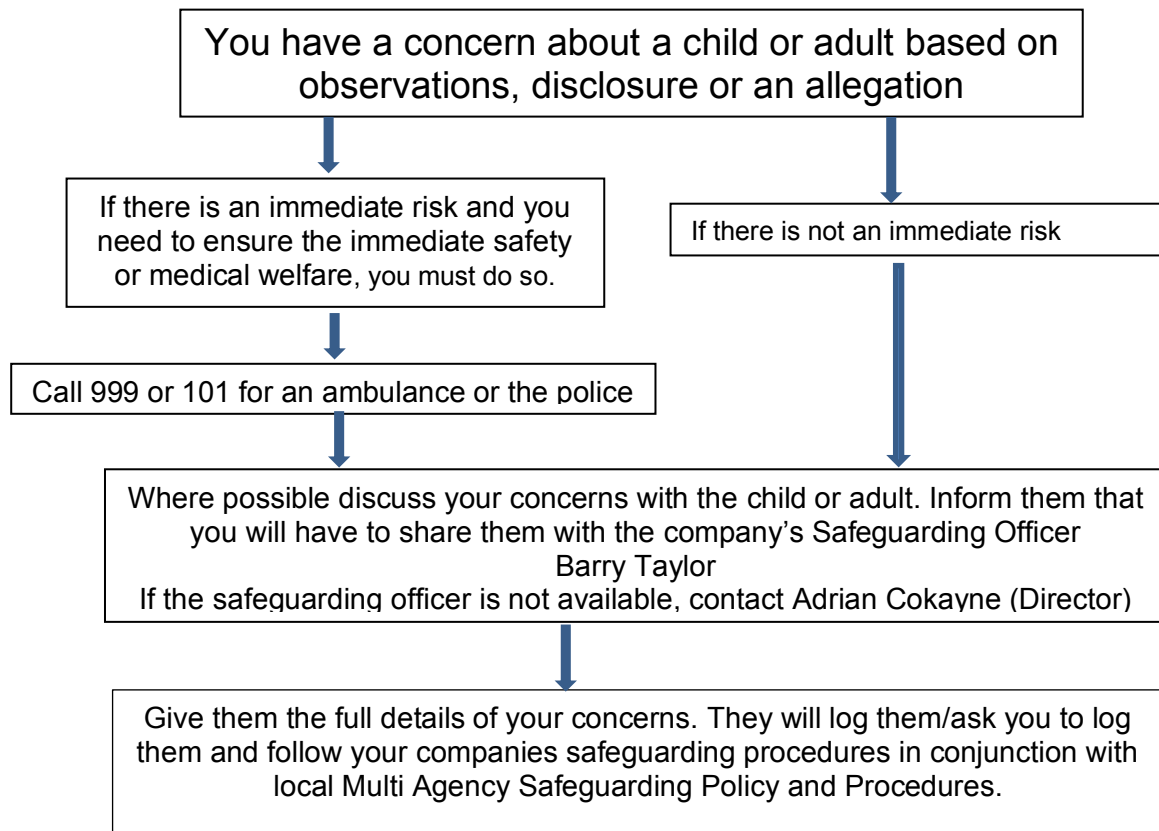 You have a concern about a child or adult based on
observations, disclosure or an allegation
If there is an immediate risk and you
need to ensure the immediate safety
or medical welfare, you must do so.
If there is not an immediate risk
Call 999 or 101 for an ambulance or the police
Where possible discuss your concerns with the child or adult. Inform them that
you will have to share them with the company’s Safeguarding Officer
Barry Taylor
If the safeguarding officer is not available, contact Adrian Cokayne (Director)
Give them the full details of your concerns. They will log them/ask you to log
them and follow your companies safeguarding procedures in conjunction with
local Multi Agency Safeguarding Policy and Procedures.